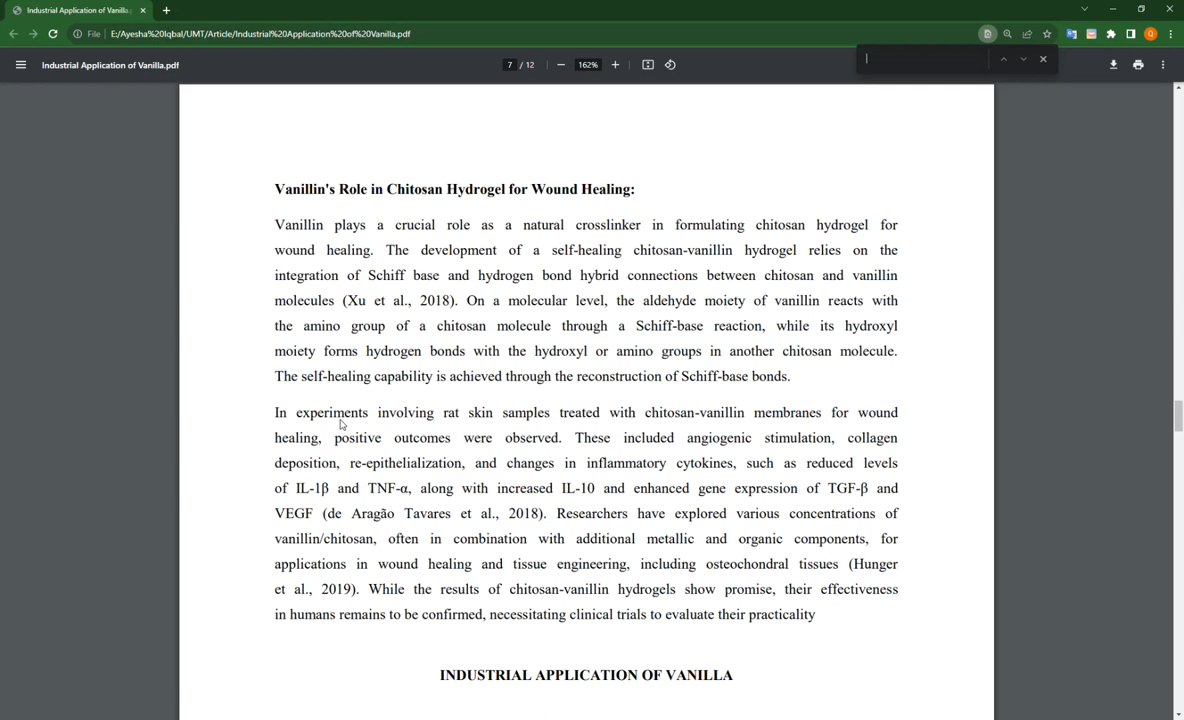 Industrial Application of Vanilla.
File
E:/Ayesha%20Iqbal/UMT/Article/Industrial%20Application%20of%20Vanilla.pdf
Q
Industrial Application of Vanilla.pdf
7 / 12
162%
Vanillin's Role in Chitosan Hydrogel for Wound Healing:
Vanillin plays a crucial role as a natural crosslinker in formulating chitosan hydrogel for
wound healing. The development of a self-healing chitosan-vanillin hydrogel relies on the
integration of Schiff base and hydrogen bond hybrid connections between chitosan and vanillin
molecules (Xu et al., 2018). On a molecular level, the aldehyde moiety of vanillin reacts with
the amino group of a chitosan molecule through a Schiff-base reaction, while its hydroxyl
moiety forms hydrogen bonds with the hydroxyl or amino groups in another chitosan molecule.
The self-healing capability is achieved through the reconstruction of Schiff-base bonds.
In experiments involving rat skin samples treated with chitosan-vanillin membranes for wound
healing, positive outcomes were observed. These included angiogenic stimulation, collagen
deposition, re-epithelialization, and changes in inflammatory cytokines, such as reduced levels
of IL-1β and TNF-α, along with increased IL-10 and enhanced gene expression of TGF-β and
VEGF (de Aragão Tavares et al., 2018). Researchers have explored various concentrations of
vanillin/chitosan, often in combination with additional metallic and organic components, for
applications in wound healing and tissue engineering, including osteochondral tissues (Hunger
et al., 2019). While the results of chitosan-vanillin hydrogels show promise, their effectiveness
in humans remains to be confirmed, necessitating clinical trials to evaluate their practicality
INDUSTRIAL APPLICATION OF VANILLA